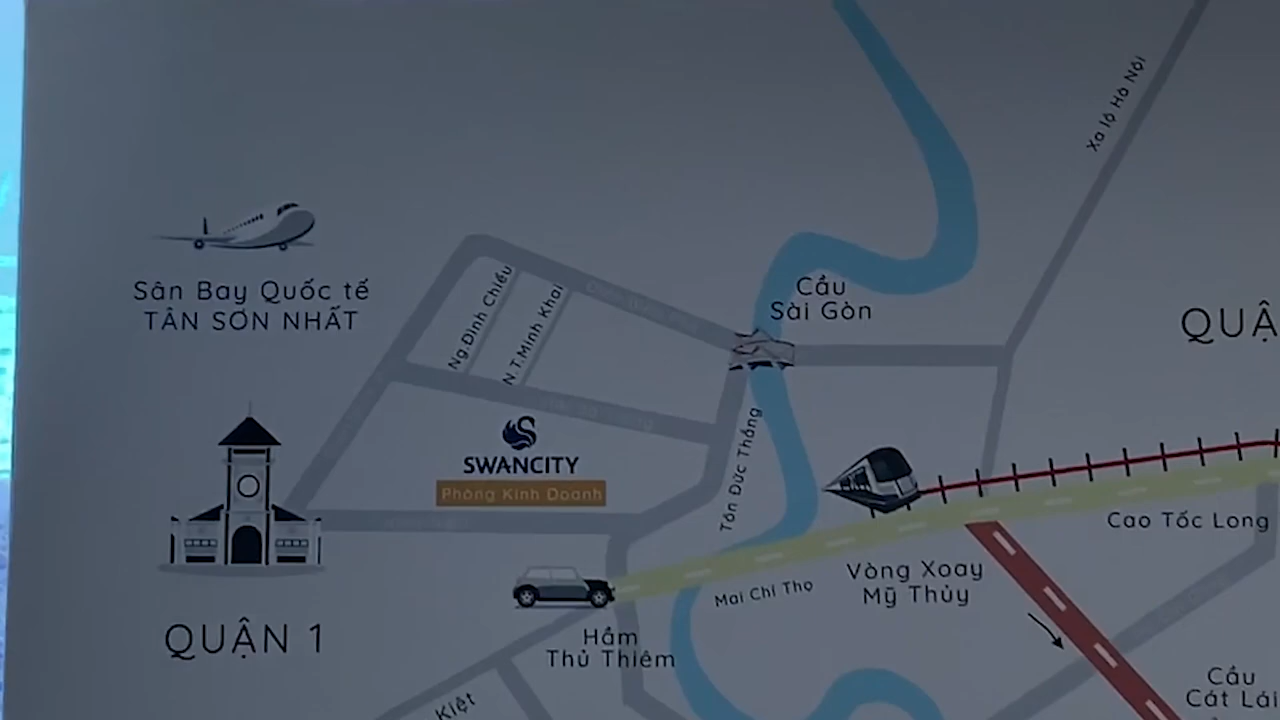 Xa lộ Hà Nội
Sân Bay Quốc tế
TÂN SƠN NHẤT
Ng.Đình Chiểu
N.T.Minh Khai
Cầu
Sài Gòn
QUẬ
SWANCITY
Phòng Kinh Doanh
Tôn Đức Thắng
Cao Tốc Long
Vòng Xoay
Mỹ Thủy
Mai Chí Thọ
QUẬN 1
Hầm
Thủ Thiêm
Kiệt
Cầu
Cát Lái